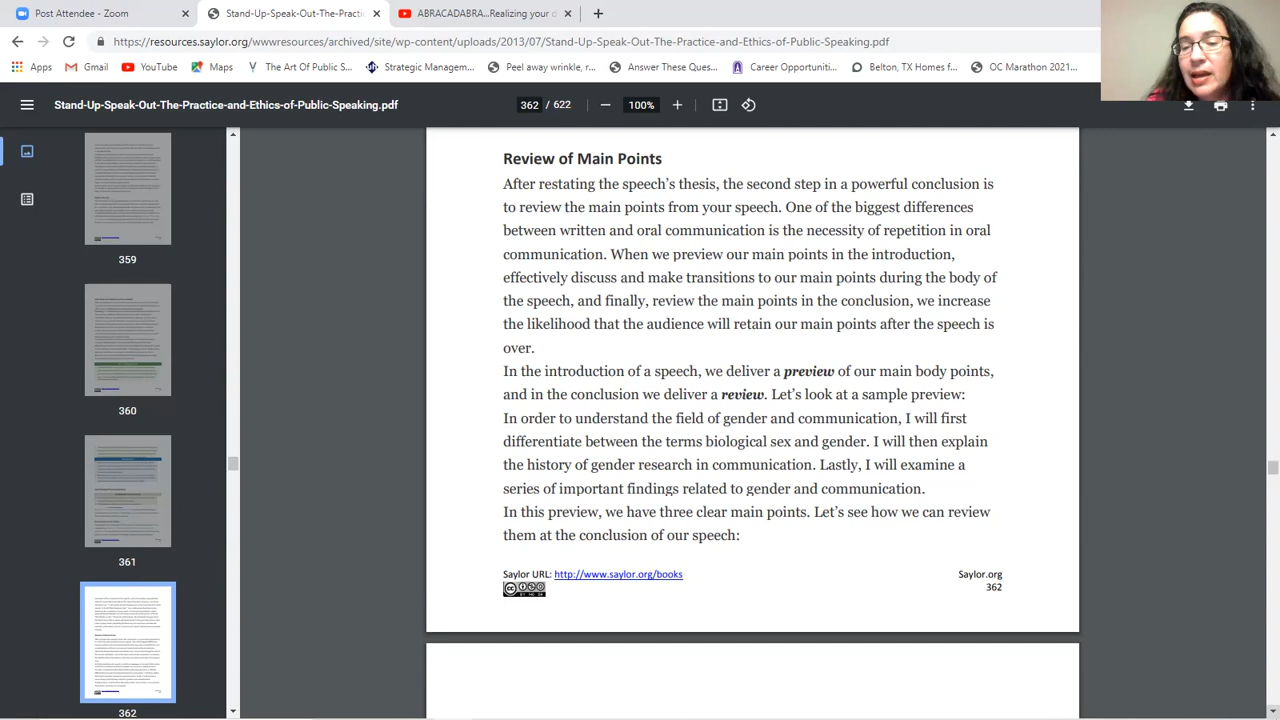 Post Attendee - Zoom
Stand-Up-Speak-Out-The-Practi
ABRACADABRA...Realizing your d
https://resources.saylor.org/wwwresources/archived/site/wp-content/uploads/2013/07/Stand-Up-Speak-Out-The-Practice-and-Ethics-of-Public-Speaking.pdf
Apps
Gmail
YouTube
Maps
The Art Of Public S...
Strategic Managem...
away wrinkle, r...
Answer These Ques...
Career Opportuniti...
Belton, TX Homes f...
OC Marathon 2021...
Stand-Up-Speak-Out-The-Practice-and-Ethics-of-Public-Speaking.pdf
362 / 622
100%
359
360
361
362
Review of Main Points
After restating the speech's thesis, the second step in a powerful conclusion is
to review the main points from your speech. One of the biggest differences
between written and oral communication is the necessity of repetition in oral
communication. When we preview our main points in the introduction,
effectively discuss and make transitions to our main points during the body of
the speech, and finally, review the main points in the conclusion, we increase
the likelihood that the audience will retain our main points after the speech is
over.
In the introduction of a speech, we deliver a preview of our main body points,
and in the conclusion we deliver a review. Let's look at a sample preview:
In order to understand the field of gender and communication, I will first
differentiate between the terms biological sex and gender. I will then explain
the history of gender research in communication. Lastly, I will examine a
series of important findings related to gender and communication.
In this preview, we have three clear main points. Let's see how we can review
them at the conclusion of our speech:
Saylor URL: http://www.saylor.org/books
Saylor.org
362